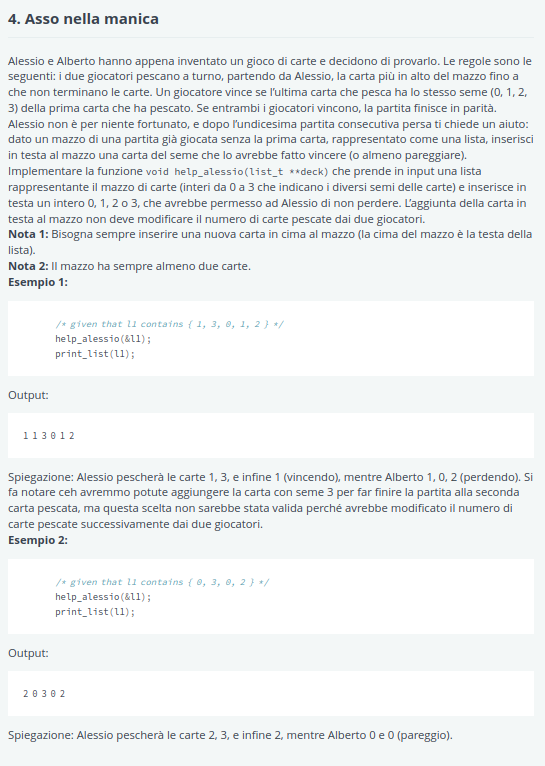 4. Asso nella manica
Alessio e Alberto hanno appena inventato un gioco di carte e decidono di provarlo. Le regole sono le
seguenti: i due giocatori pescano a turno, partendo da Alessio, la carta più in alto del mazzo fino a
che non terminano le carte. Un giocatore vince se l'ultima carta che pesca ha lo stesso seme (0, 1, 2,
3) della prima carta che ha pescato. Se entrambi i giocatori vincono, la partita finisce in parità.
Alessio non è per niente fortunato, e dopo l'undicesima partita consecutiva persa ti chiede un aiuto:
dato un mazzo di una partita già giocata senza la prima carta, rappresentato come una lista, inserisci
in testa al mazzo una carta del seme che lo avrebbe fatto vincere (o almeno pareggiare).
Implementare la funzione void help_alessio(list_t **deck) che prende in input una lista
rappresentante il mazzo di carte (interi da 0 a 3 che indicano i diversi semi delle carte) e inserisce in
testa un intero 0, 1, 2 o 3, che avrebbe permesso ad Alessio di non perdere. L'aggiunta della carta in
testa al mazzo non deve modificare il numero di carte pescate dai due giocatori.
Nota 1: Bisogna sempre inserire una nuova carta in cima al mazzo (la cima del mazzo è la testa della
lista).
Nota 2: Il mazzo ha sempre almeno due carte.
Esempio 1:
/* given that l1 contains { 1, 3, 0, 1, 2 } */
help_alessio(&l1);
print_list(l1);
Output:
1 1 3 0 1 2
Spiegazione: Alessio pescherà le carte 1, 3, e infine 1 (vincendo), mentre Alberto 1, 0, 2 (perdendo). Si
fa notare ceh avremmo potute aggiungere la carta con seme 3 per far finire la partita alla seconda
carta pescata, ma questa scelta non sarebbe stata valida perché avrebbe modificato il numero di
carte pescate successivamente dai due giocatori.
Esempio 2:
/* given that l1 contains { 0, 3, 0, 2 } */
help_alessio(&l1);
print_list(l1);
Output:
2 0 3 0 2
Spiegazione: Alessio pescherà le carte 2, 3, e infine 2, mentre Alberto 0 e 0 (pareggio).